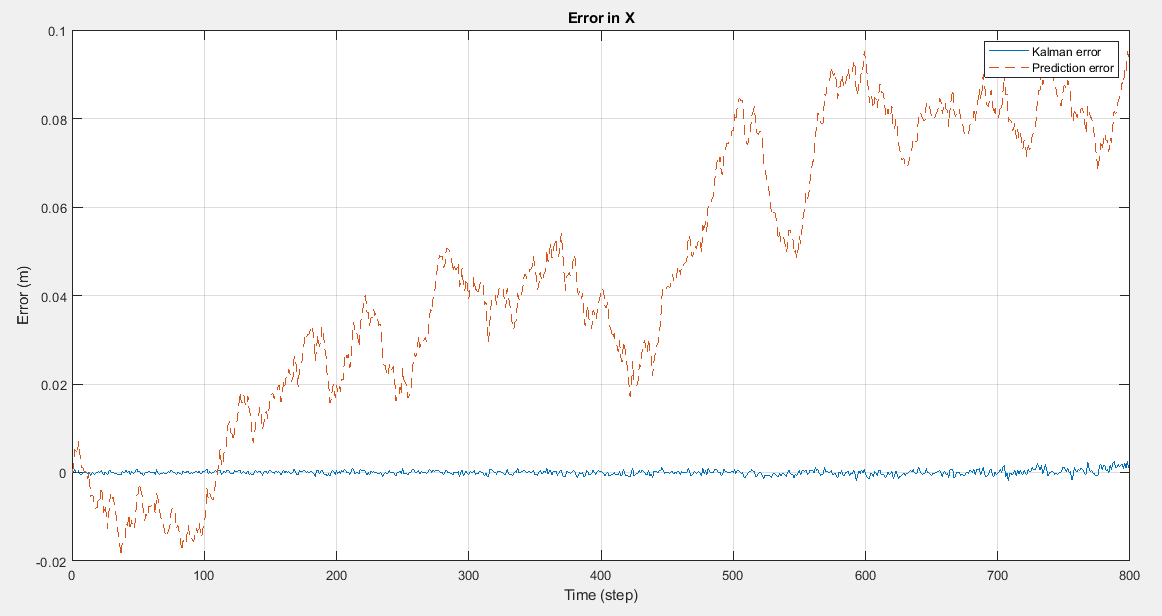 Error in X
Kalman error
Prediction error
Error (m)
0.1
0.08
0.06
0.04
0.02
0
-0.02
0 100 200 300 400 500 600 700 800
Time (step)